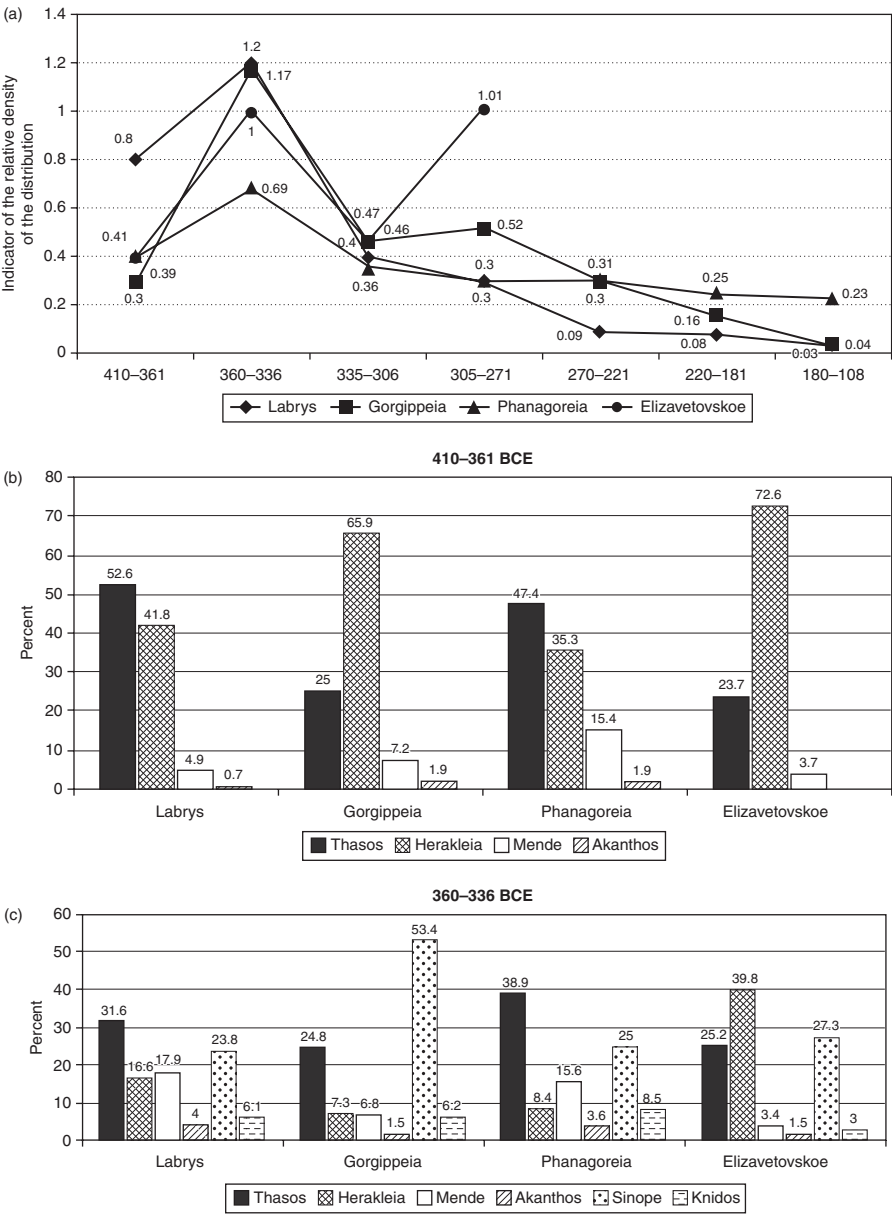 (a)
Indicator of the relative density
of the distribution
1.4
1.2
1
0.8
0.6
0.4
0.2
0
0.8
0.41
0.39
0.3
1.2
1.17
1
0.69
0.47
0.46
0.4
0.36
1.01
0.52
0.3
0.3
0.31
0.3
0.09
0.25
0.16
0.08
0.23
0.04
0.03
410–361 360–336 335–306 305–271 270–221 220–181 180–108
Labrys Gorgippeia Phanagoreia Elizavetovskoe
(b)
410–361 BCE
Percent
80
70
60
50
40
30
20
10
0
52.6 41.8 4.9 0.7
25 65.9 7.2 1.9
47.4 35.3 15.4 1.9
23.7 72.6 3.7
Labrys Gorgippeia Phanagoreia Elizavetovskoe
Thasos Herakleia Mende Akanthos
(c)
360–336 BCE
Percent
60
50
40
30
20
10
0
31.6 16.6 17.9 4 23.8 6.1
24.8 7.3 6.8 1.5 53.4 6.2
38.9 8.4 15.6 3.6 25 8.5
25.2 39.8 3.4 1.5 27.3 3
Labrys Gorgippeia Phanagoreia Elizavetovskoe
Thasos Herakleia Mende Akanthos Sinope Knidos